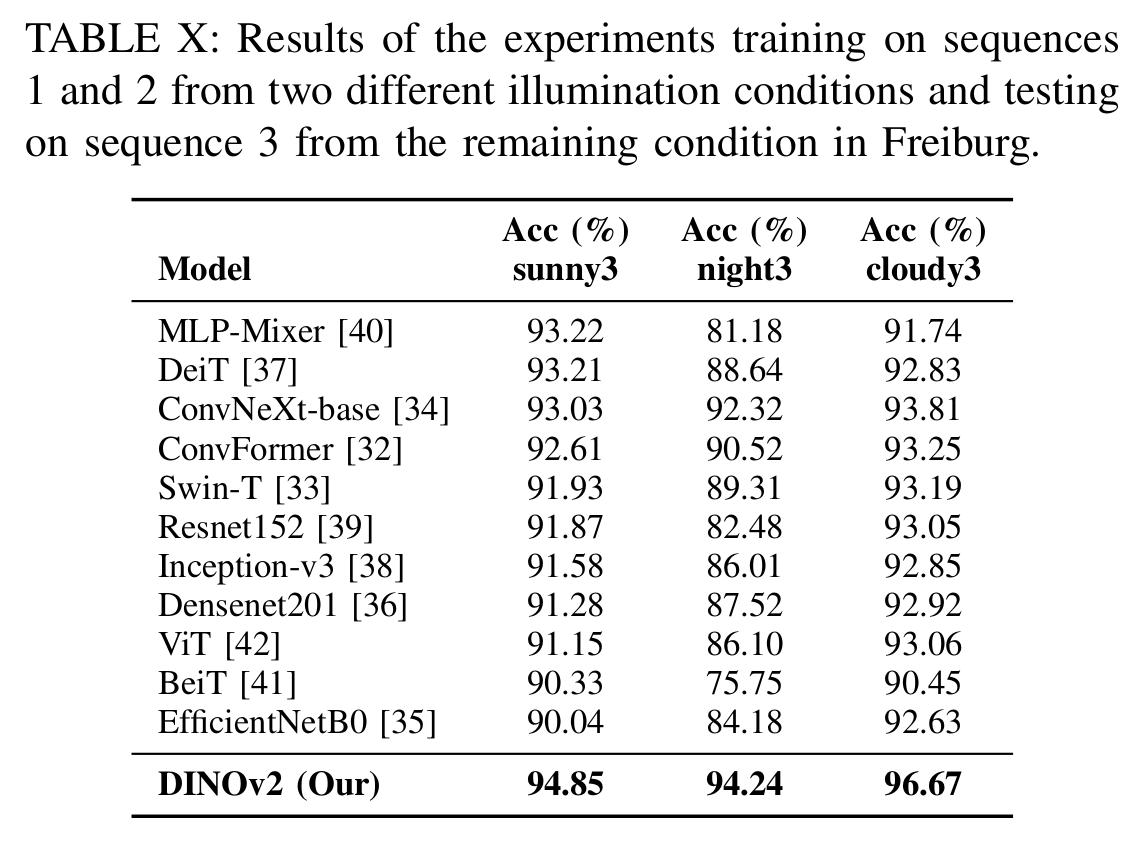 TABLE X: Results of the experiments training on sequences
1 and 2 from two different illumination conditions and testing
on sequence 3 from the remaining condition in Freiburg.
Model Acc (%) sunny3 Acc (%) night3 Acc (%) cloudy3
MLP-Mixer [40] 93.22 81.18 91.74
DeiT [37] 93.21 88.64 92.83
ConvNeXt-base [34] 93.03 92.32 93.81
ConvFormer [32] 92.61 90.52 93.25
Swin-T [33] 91.93 89.31 93.19
Resnet152 [39] 91.87 82.48 93.05
Inception-v3 [38] 91.58 86.01 92.85
Densenet201 [36] 91.28 87.52 92.92
ViT [42] 91.15 86.10 93.06
BeiT [41] 90.33 75.75 90.45
EfficientNetB0 [35] 90.04 84.18 92.63
DINOv2 (Our) 94.85 94.24 96.67